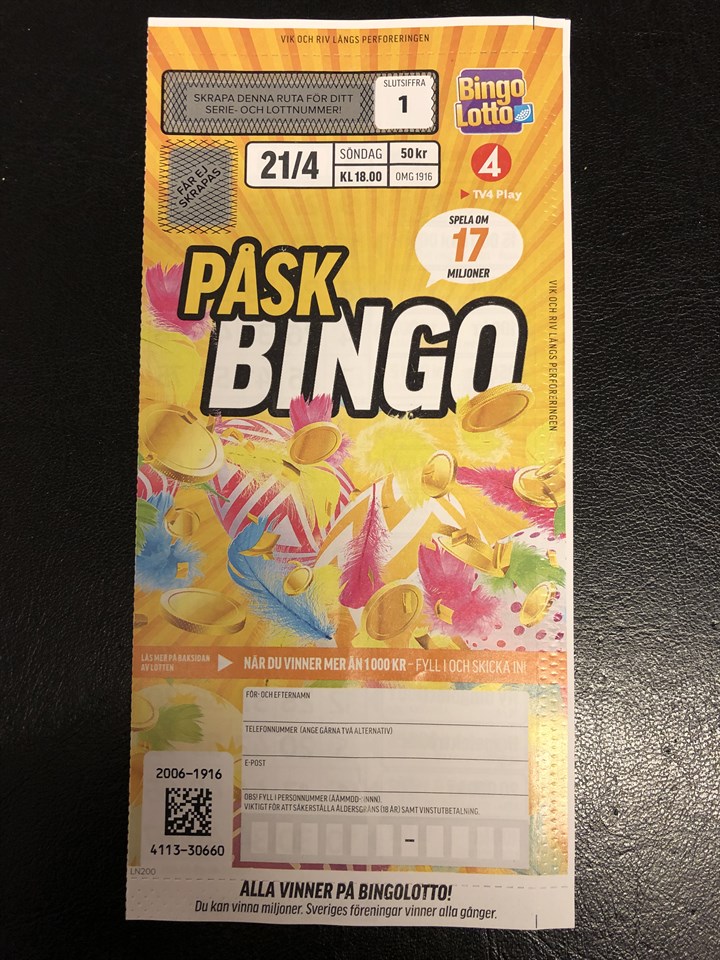 VIK OCH RIV LÄNGS PERFORERINGEN
SKRAPA DENNA RUTA FÖR DITT
SERIE- OCH LOTTNUMMER!
SLUTSIFFRA
1
Bingo
Lotto
FÅR EJ
SKRAPAS
21/4
SÖNDAG
50 kr
KL 18.00
OMG 1916
4
TV4 Play
SPELA OM
17
MILJONER
PÅSK
BINGO
VIK OCH RIV LÄNGS PERFORERINGEN
LÄS MER PÅ BAKSIDAN
AV LOTTEN
NÄR DU VINNER MER ÄN 1 000 KR – FYLL I OCH SKICKA IN!
FÖR- OCH EFTERNAMN
TELEFONNUMMER (ANGE GÄRNA TVÅ ALTERNATIV)
E-POST
OBS! FYLL I PERSONNUMMER (ÅÅMMDD-NNNN).
VIKTIGT FÖR ATT SÄKERSTÄLLA ÅLDERSGRÄNS (18 ÅR) SAMT VINSTUTBETALNING.
–
2006-1916
4113-30660
LN200
ALLA VINNER PÅ BINGOLOTTO!
Du kan vinna miljoner. Sveriges föreningar vinner alla gånger.